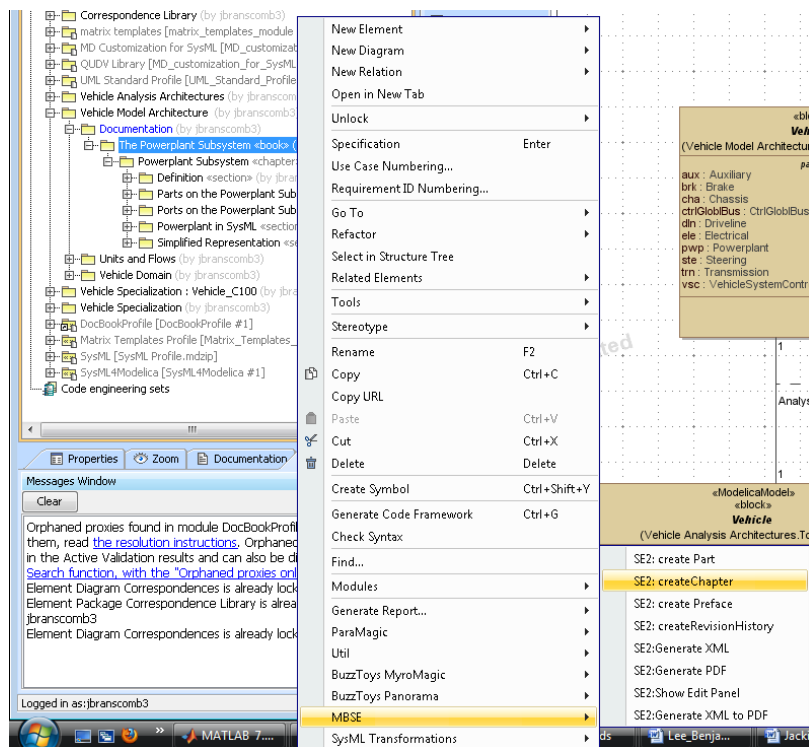 Correspondence Library (by jbranscomb3)
matrix templates [matrix_templates_module
MD Customization for SysML [MD_customizat
QUDV Library [MD_customization_for_SysML
UML Standard Profile [UML_Standard_Profile
Vehicle Analysis Architectures (by jbranscom
Vehicle Model Architecture (by jbranscomb3)
Documentation (by jbranscomb3)
The Powerplant Subsystem «book» (
Powerplant Subsystem «chapter
Definition «section» (by jbran
Parts on the Powerplant Sub
Ports on the Powerplant Sub
Powerplant in SysML «section
Simplified Representation «se
Units and Flows (by jbranscomb3)
Vehicle Domain (by jbranscomb3)
Vehicle Specialization : Vehicle_C100 (by jbra
Vehicle Specialization (by jbranscomb3)
DocBookProfile [DocBookProfile #1]
Matrix Templates Profile [Matrix_Templates_
SysML [SysML Profile.mdzip]
SysML4Modelica [SysML4Modelica #1]
Code engineering sets
Properties Zoom Documentation
Messages Window
Clear
Orphaned proxies found in module DocBookProfi
them, read the resolution instructions. Orphaned
in the Active Validation results and can also be di
Search function, with the "Orphaned proxies onl
Element Diagram Correspondences is already lock
Element Package Correspondence Library is alrea
jbranscomb3
Element Diagram Correspondences is already lock
Logged in as:jbranscomb3
MATLAB 7....
New Element
New Diagram
New Relation
Open in New Tab
Unlock
Specification Enter
Use Case Numbering...
Requirement ID Numbering...
Go To
Refactor
Select in Structure Tree
Related Elements
Tools
Stereotype
Rename F2
Copy Ctrl+C
Copy URL
Paste Ctrl+V
Cut Ctrl+X
Delete Delete
Create Symbol Ctrl+Shift+Y
Generate Code Framework Ctrl+G
Check Syntax
Find...
Modules
Generate Report...
ParaMagic
Util
BuzzToys MyroMagic
BuzzToys Panorama
MBSE
SysML Transformations
«blo
Veh
(Vehicle Model Architectur
pa
aux : Auxiliary
brk : Brake
cha : Chassis
ctrlGloblBus : CtrlGloblBus
dln : Driveline
ele : Electrical
pwp : Powerplant
ste : Steering
trn : Transmission
vsc : VehicleSystemContr
ted
1
Analys
1
«ModelicaModel»
«block»
Vehicle
(Vehicle Analysis Architectures.To
SE2: create Part
SE2: createChapter
SE2: create Preface
SE2: createRevisionHistory
SE2:Generate XML
SE2:Generate PDF
SE2:Show Edit Panel
SE2:Generate XML to PDF
ds Lee_Benja... Jack